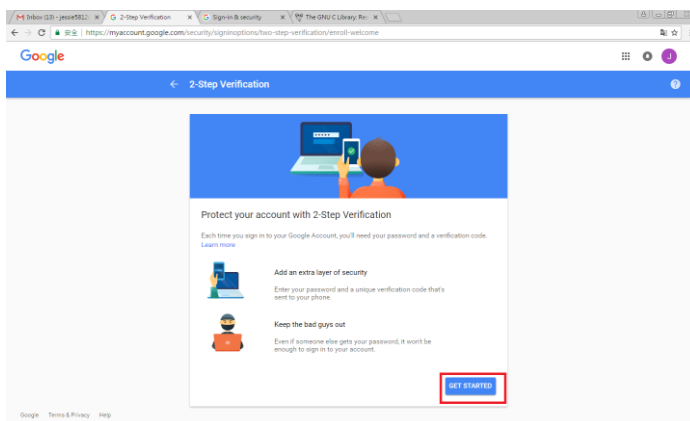 Inbox (13) - jessie5812
G 2-Step Verification
G Sign-in & security
The GNU C Library: Re
安全 | https://myaccount.google.com/security/signinoptions/two-step-verification/enroll-welcome
Google
J
2-Step Verification
Protect your account with 2-Step Verification
Each time you sign in to your Google Account, you'll need your password and a verification code.
Learn more
Add an extra layer of security
Enter your password and a unique verification code that's
sent to your phone.
Keep the bad guys out
Even if someone else gets your password, it won't be
enough to sign in to your account.
GET STARTED
Google Terms & Privacy Help